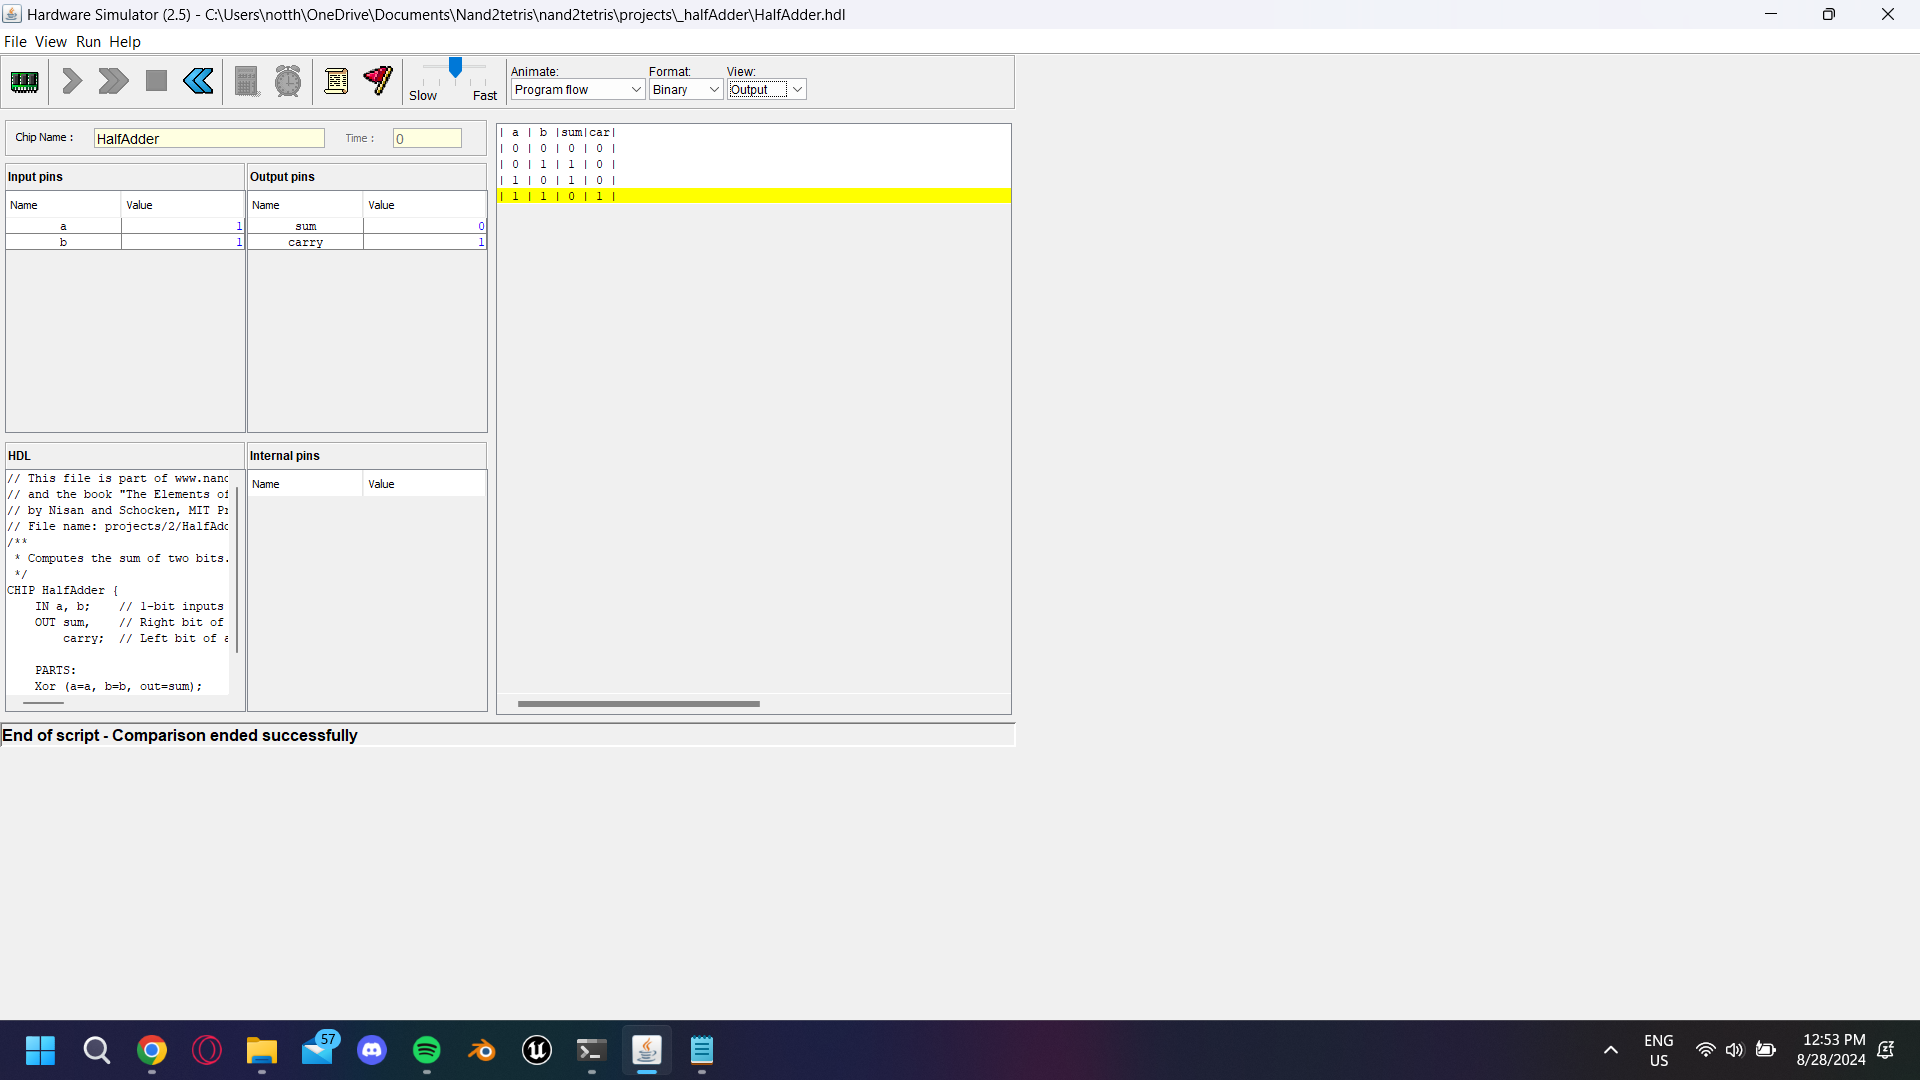 Hardware Simulator (2.5) - C:\Users\notth\OneDrive\Documents\Nand2tetris\nand2tetris\projects\_halfAdder\HalfAdder.hdl
File View Run Help
Slow Fast
Animate: Format: View:
Program flow Binary Output
Chip Name : HalfAdder Time : 0
Input pins
Name Value
a 1
b 1
Output pins
Name Value
sum 0
carry 1
| a | b |sum|car|
| 0 | 0 | 0 | 0 |
| 0 | 1 | 1 | 0 |
| 1 | 0 | 1 | 0 |
| 1 | 1 | 0 | 1 |
HDL
// This file is part of www.nand
// and the book "The Elements of
// by Nisan and Schocken, MIT Pr
// File name: projects/2/HalfAdd
/**
* Computes the sum of two bits.
*/
CHIP HalfAdder {
IN a, b; // 1-bit inputs
OUT sum, // Right bit of
carry; // Left bit of a
PARTS:
Xor (a=a, b=b, out=sum);
Internal pins
Name Value
End of script - Comparison ended successfully
57
ENG
US
12:53 PM
8/28/2024